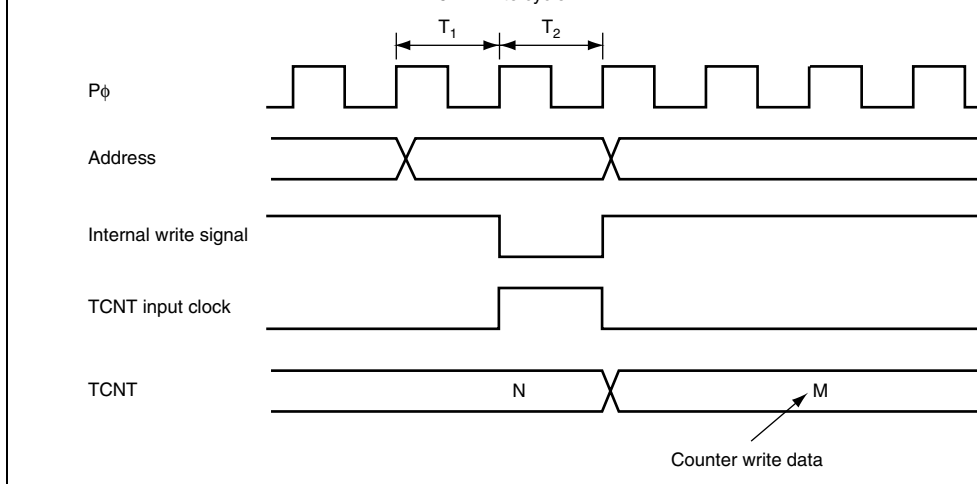 T1 T2
Pϕ
Address
Internal write signal
TCNT input clock
TCNT N M
Counter write data